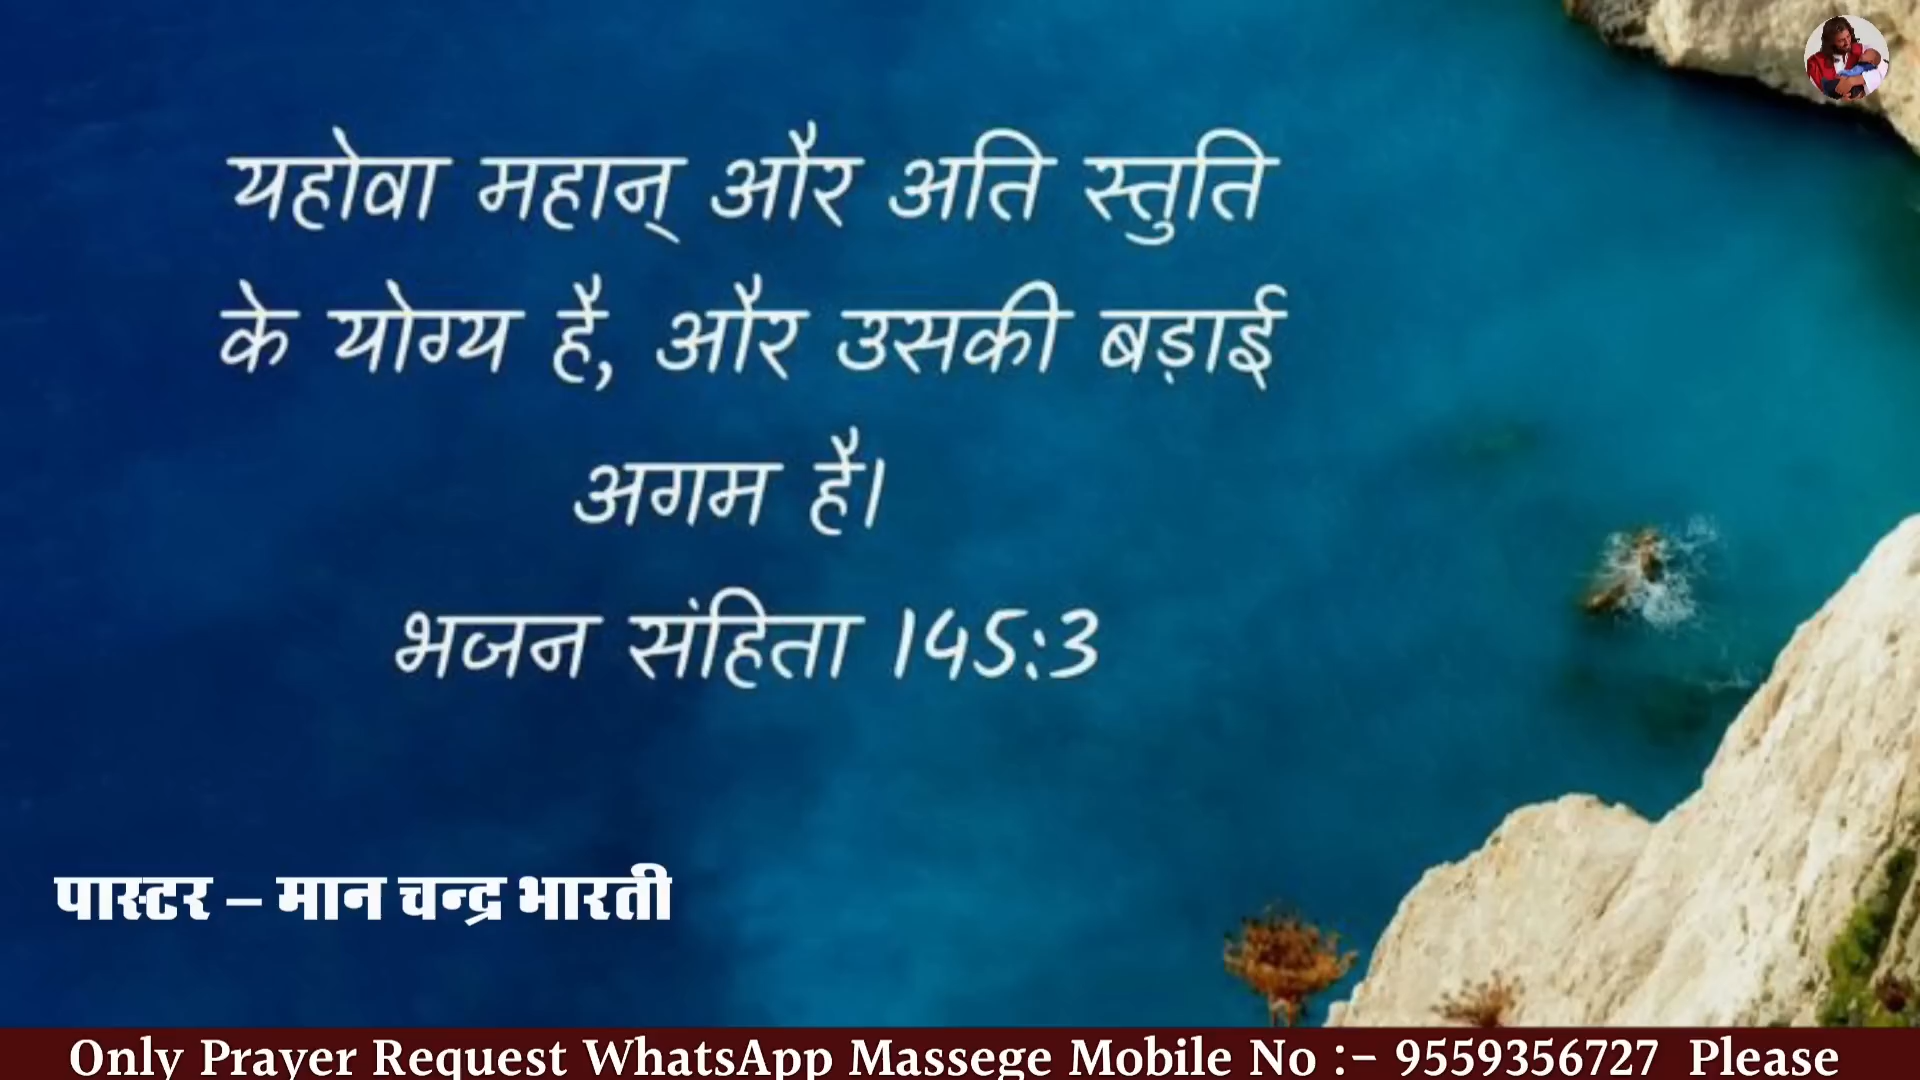 यहोवा महान् और अति स्तुति
के योग्य है, और उसकी बड़ाई
अगम है।
भजन संहिता 145:3
पास्टर – मान चन्द्र भारती
Only Prayer Request WhatsApp Massege Mobile No :– 9559356727 Please